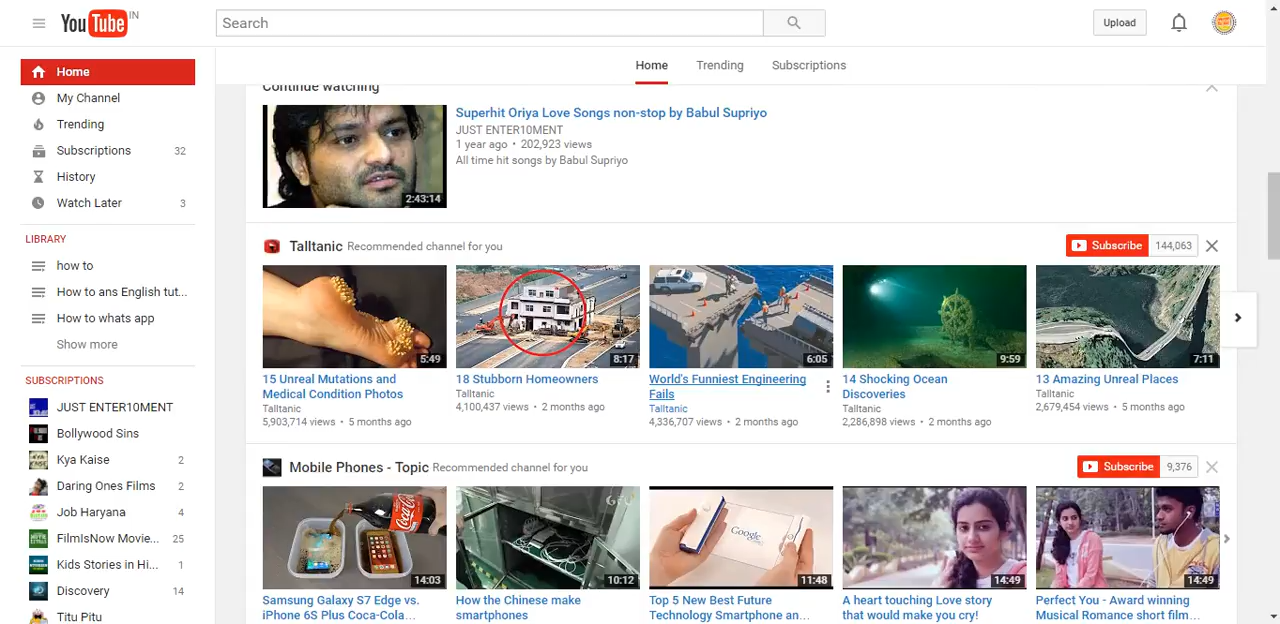 YouTube IN
Search
Upload
Home
My Channel
Trending
Subscriptions 32
History
Watch Later 3
LIBRARY
how to
How to ans English tut...
How to whats app
Show more
SUBSCRIPTIONS
JUST ENTER10MENT
Bollywood Sins
Kya Kaise 2
Daring Ones Films 2
Job Haryana 4
FilmIsNow Movie... 25
Kids Stories in Hi... 1
Discovery 14
Titu Pitu
Home Trending Subscriptions
Continue watching
2:43:14
Superhit Oriya Love Songs non-stop by Babul Supriyo
JUST ENTER10MENT
1 year ago • 202,923 views
All time hit songs by Babul Supriyo
Talltanic Recommended channel for you
Subscribe 144,063
5:49
15 Unreal Mutations and
Medical Condition Photos
Talltanic
5,903,714 views • 5 months ago
8:17
18 Stubborn Homeowners
Talltanic
4,100,437 views • 2 months ago
6:05
World's Funniest Engineering
Fails
Talltanic
4,336,707 views • 2 months ago
9:59
14 Shocking Ocean
Discoveries
Talltanic
2,286,898 views • 2 months ago
7:11
13 Amazing Unreal Places
Talltanic
2,679,454 views • 5 months ago
Mobile Phones - Topic Recommended channel for you
Subscribe 9,376
Coca-Cola
14:03
Samsung Galaxy S7 Edge vs.
iPhone 6S Plus Coca-Cola...
10:12
How the Chinese make
smartphones
Google
11:48
Top 5 New Best Future
Technology Smartphone an...
14:49
A heart touching Love story
that would make you cry!
14:49
Perfect You - Award winning
Musical Romance short film...